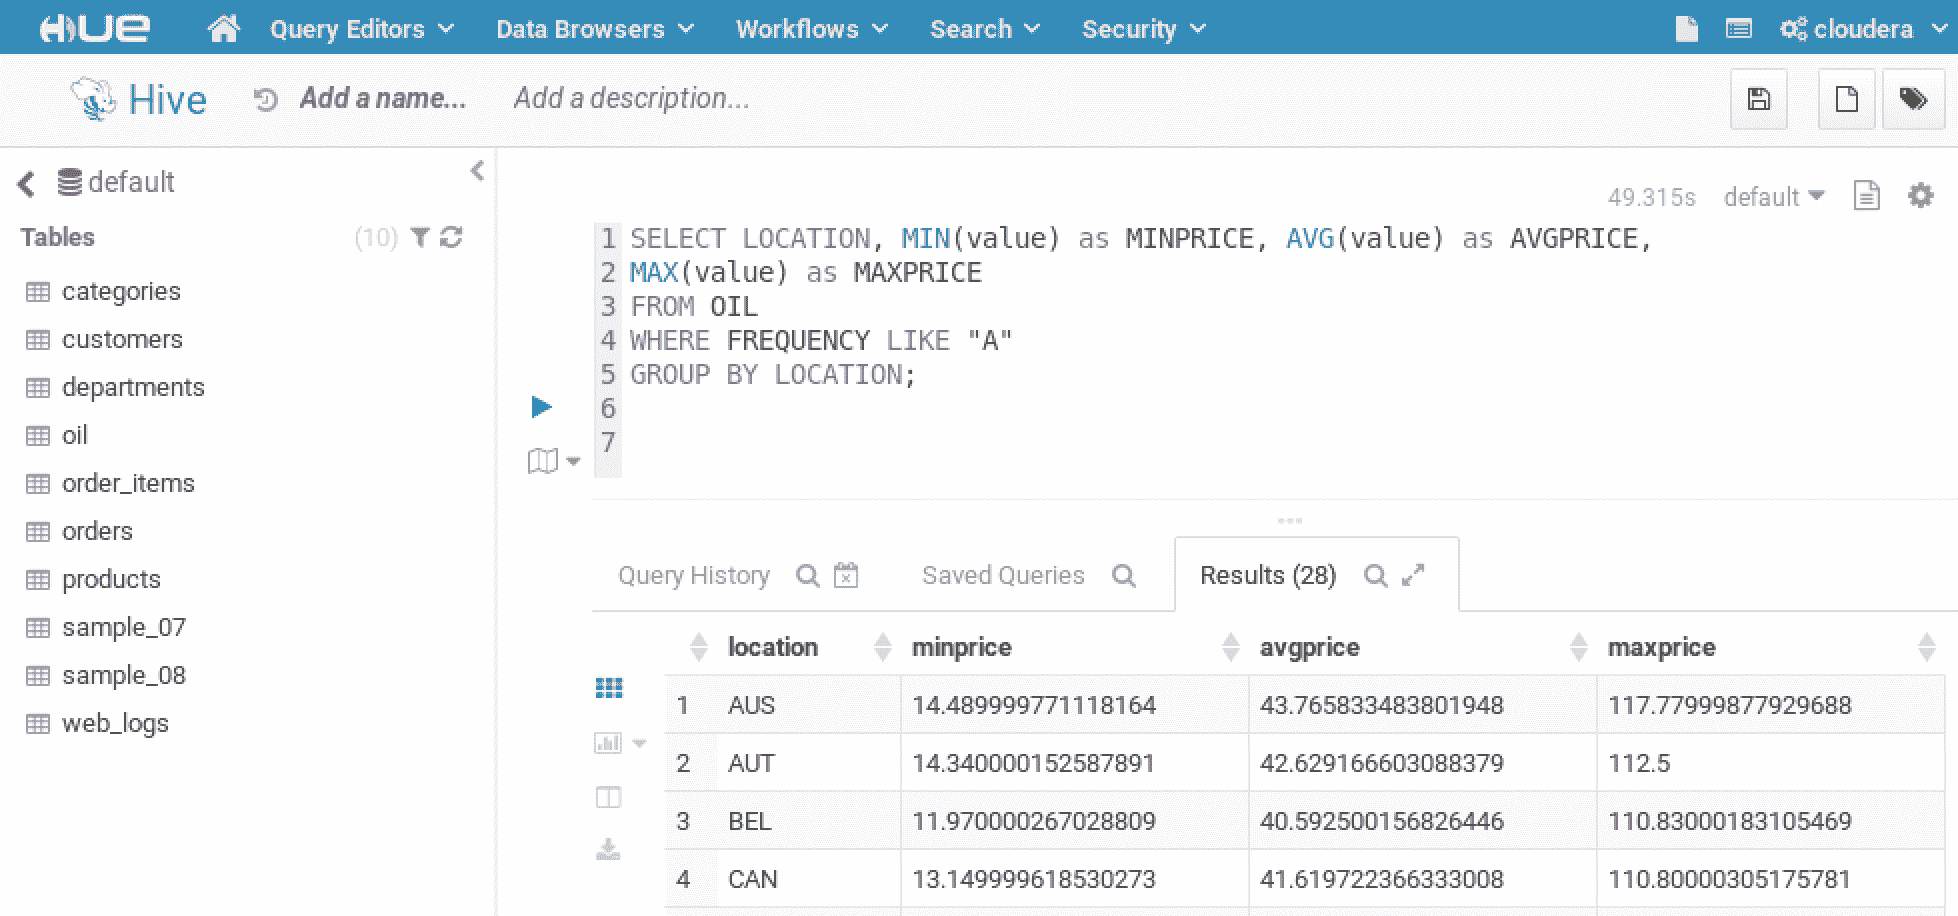 HUE Query Editors Data Browsers Workflows Search Security cloudera
Hive Add a name... Add a description...
default
Tables (10)
categories
customers
departments
oil
order_items
orders
products
sample_07
sample_08
web_logs
49.315s default
1 SELECT LOCATION, MIN(value) as MINPRICE, AVG(value) as AVGPRICE,
2 MAX(value) as MAXPRICE
3 FROM OIL
4 WHERE FREQUENCY LIKE "A"
5 GROUP BY LOCATION;
6
7
Query History Saved Queries Results (28)
location minprice avgprice maxprice
1 AUS 14.4899999771118164 43.765833483801948 117.77999877929688
2 AUT 14.340000152587891 42.629166603088379 112.5
3 BEL 11.970000267028809 40.592500156826446 110.83000183105469
4 CAN 13.149999618530273 41.619722366333008 110.80000305175781